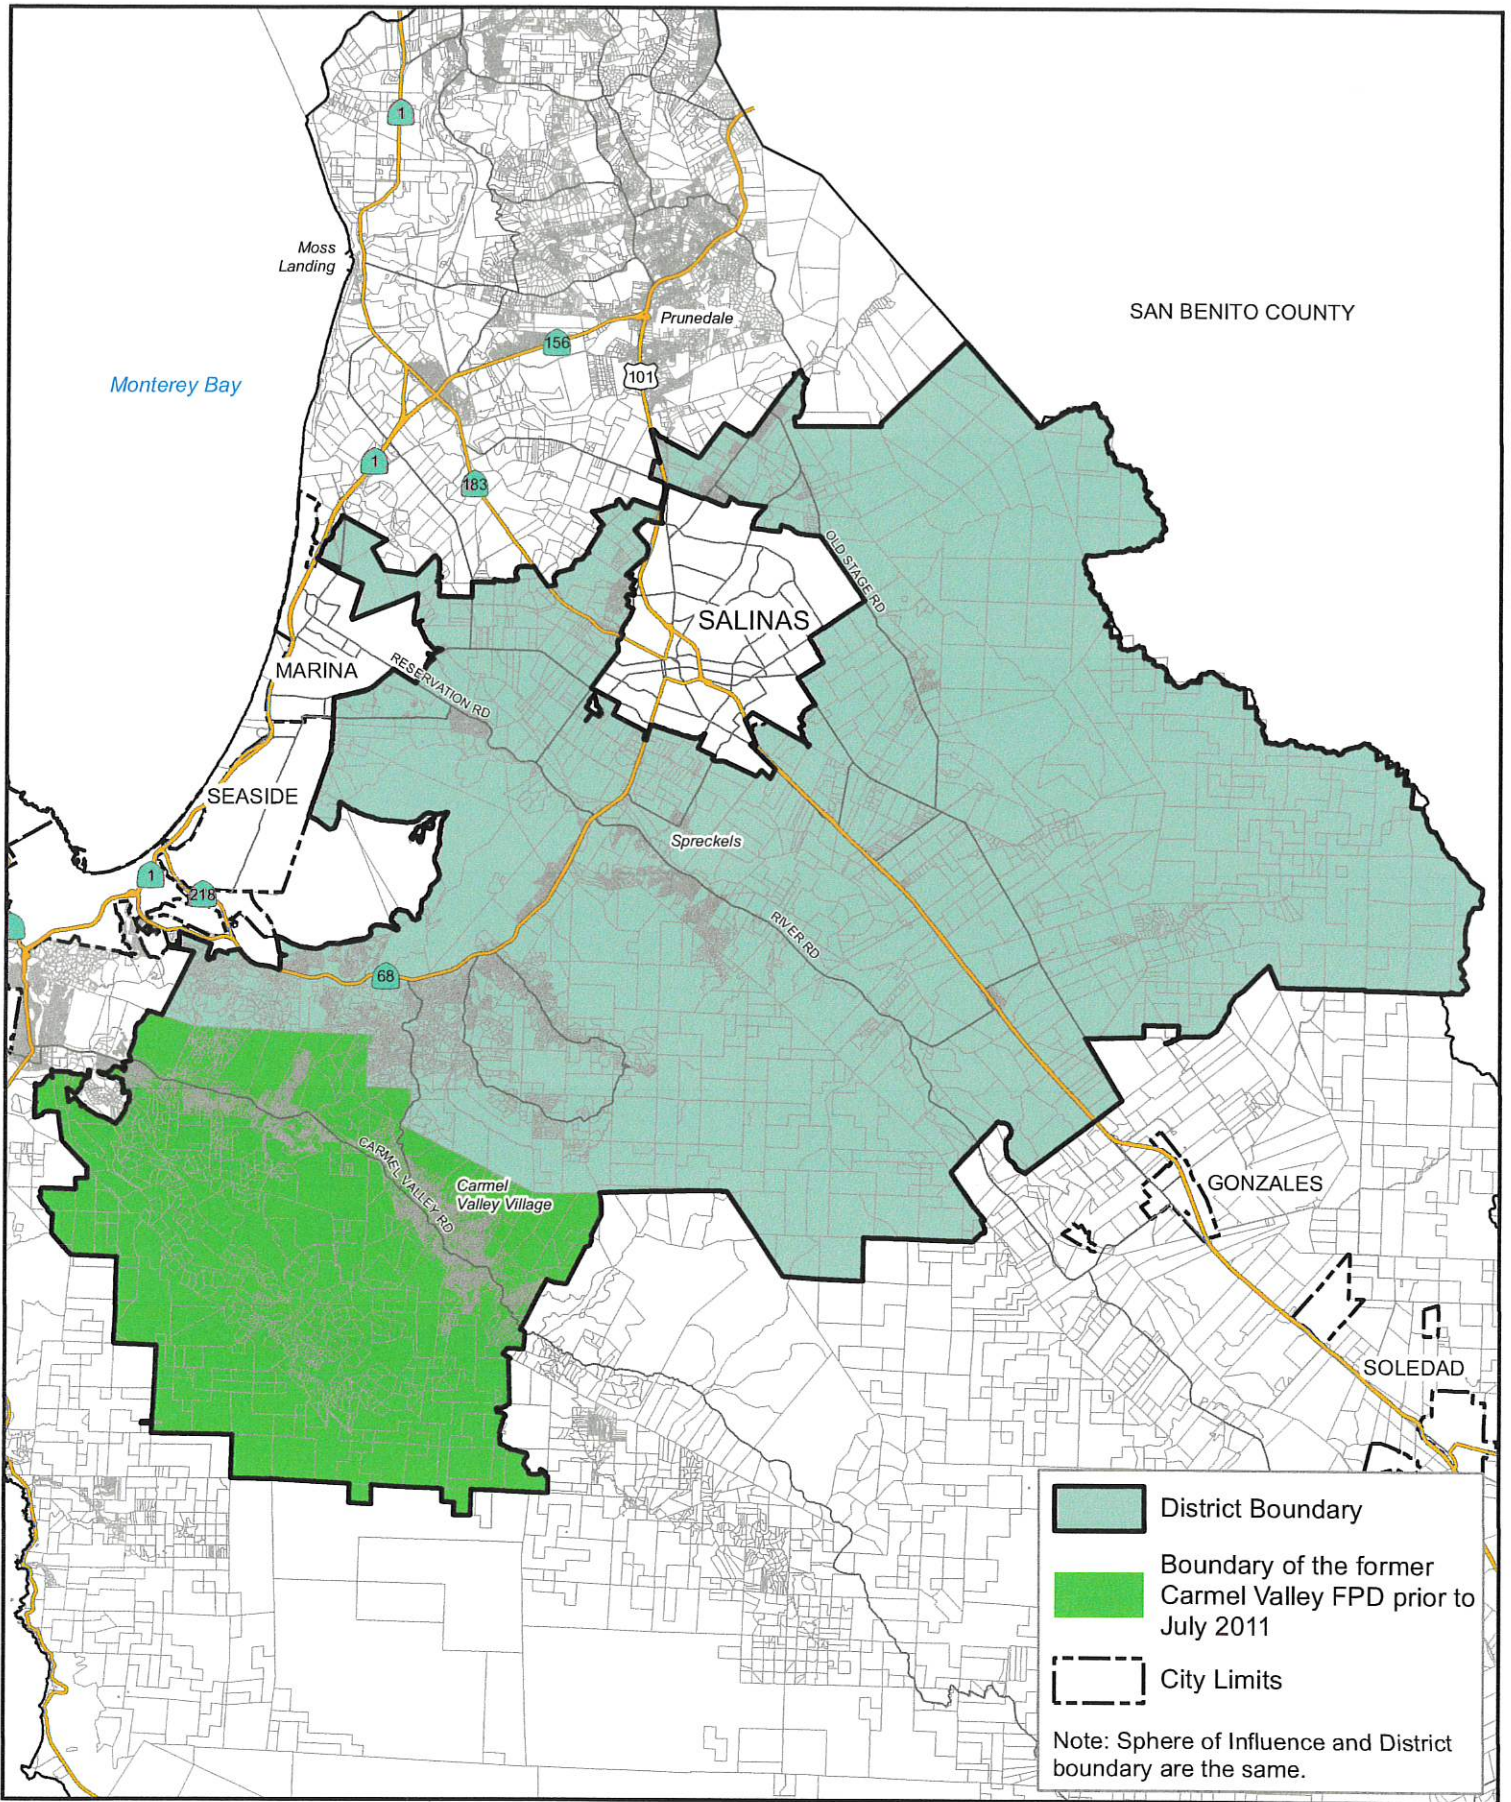 1
Moss
Landing
SAN BENITO COUNTY
Prunedale
156
101
Monterey Bay
1
183
OLD STAGE RD
SALINAS
MARINA
RESERVATION RD
SEASIDE
Spreckels
1
218
RIVER RD
68
CARMEL VALLEY RD
Carmel
Valley Village
GONZALES
SOLEDAD
District Boundary
Boundary of the former
Carmel Valley FPD prior to
July 2011
City Limits
Note: Sphere of Influence and District
boundary are the same.